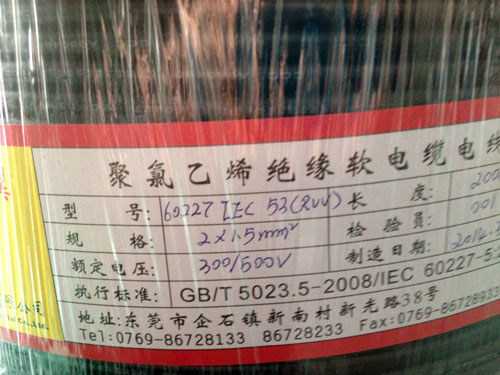 聚氯乙烯绝缘软电缆电线
型 号: 60227 IEC 53(RVV) 长 度: 200
规 格: 2×1.5mm² 检 验 员: 001
额定电压: 300/500V 制造日期: 2014.
执行标准: GB/T 5023.5-2008/IEC 60227-5:
地址:东莞市企石镇新南村新光路38号
Tel:0769-86728133 86728233 Fax:0769-86728933